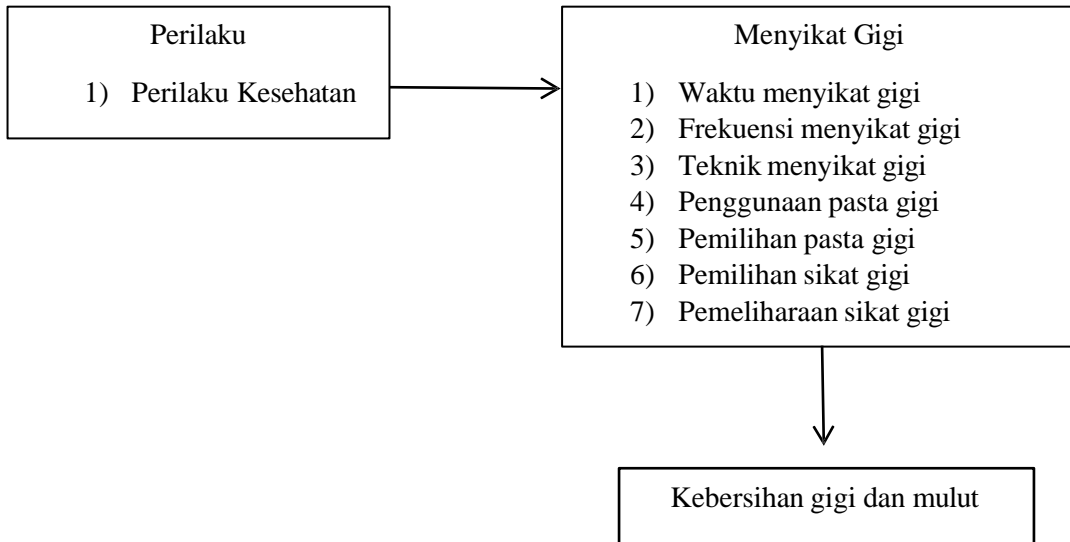 Perilaku
1) Perilaku Kesehatan
Menyikat Gigi
1) Waktu menyikat gigi
2) Frekuensi menyikat gigi
3) Teknik menyikat gigi
4) Penggunaan pasta gigi
5) Pemilihan pasta gigi
6) Pemilihan sikat gigi
7) Pemeliharaan sikat gigi
Kebersihan gigi dan mulut